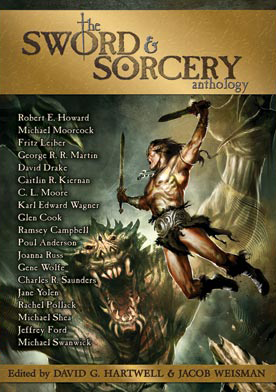 the
SWORD &
SORCERY
anthology
Robert E. Howard
Michael Moorcock
Fritz Leiber
George R. R. Martin
David Drake
Caitlin R. Kiernan
C. L. Moore
Karl Edward Wagner
Glen Cook
Ramsey Campbell
Poul Anderson
Joanna Russ
Gene Wolfe
Charles R. Saunders
Jane Yolen
Rachel Pollack
Michael Shea
Jeffrey Ford
Michael Swanwick
Edited by DAVID G. HARTWELL & JACOB WEISMAN